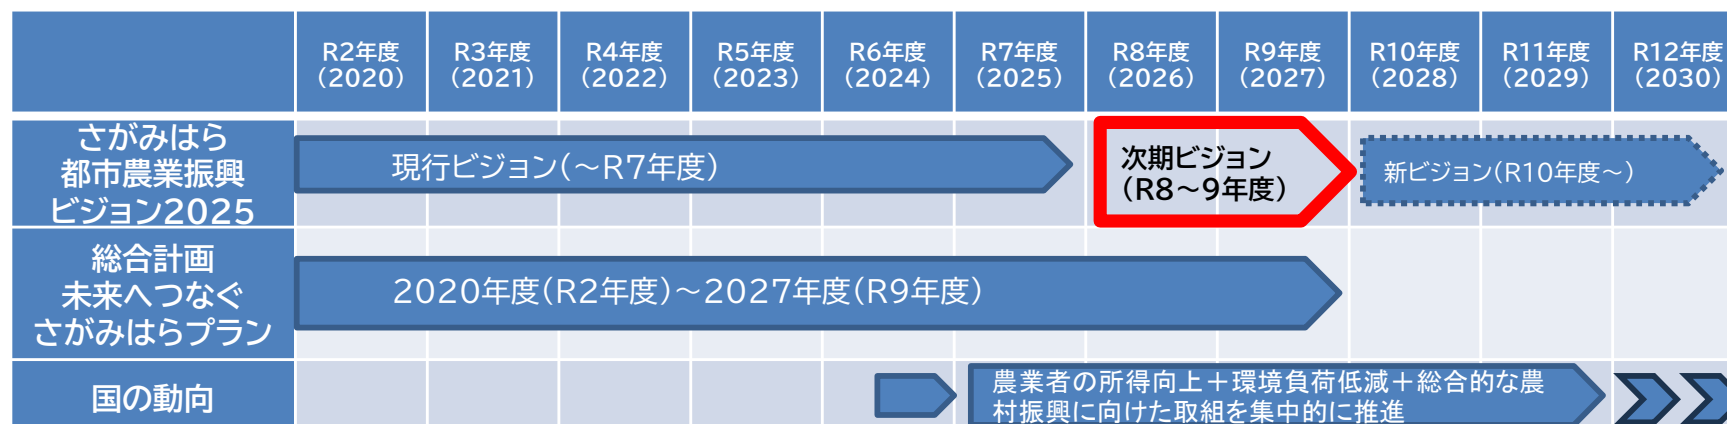 R2年度
（2020）
R3年度
（2021）
R4年度
（2022）
R5年度
（2023）
R6年度
（2024）
R7年度
（2025）
R8年度
（2026）
R9年度
（2027）
R10年度
（2028）
R11年度
（2029）
R12年度
（2030）
さがみはら
都市農業振興
ビジョン2025
現行ビジョン（～R7年度）
次期ビジョン
（R8～9年度）
新ビジョン（R10年度～）
総合計画
未来へつなぐ
さがみはらプラン
2020年度（R2年度）～2027年度（R9年度）
国の動向
農業者の所得向上＋環境負荷低減＋総合的な農
村振興に向けた取組を集中的に推進